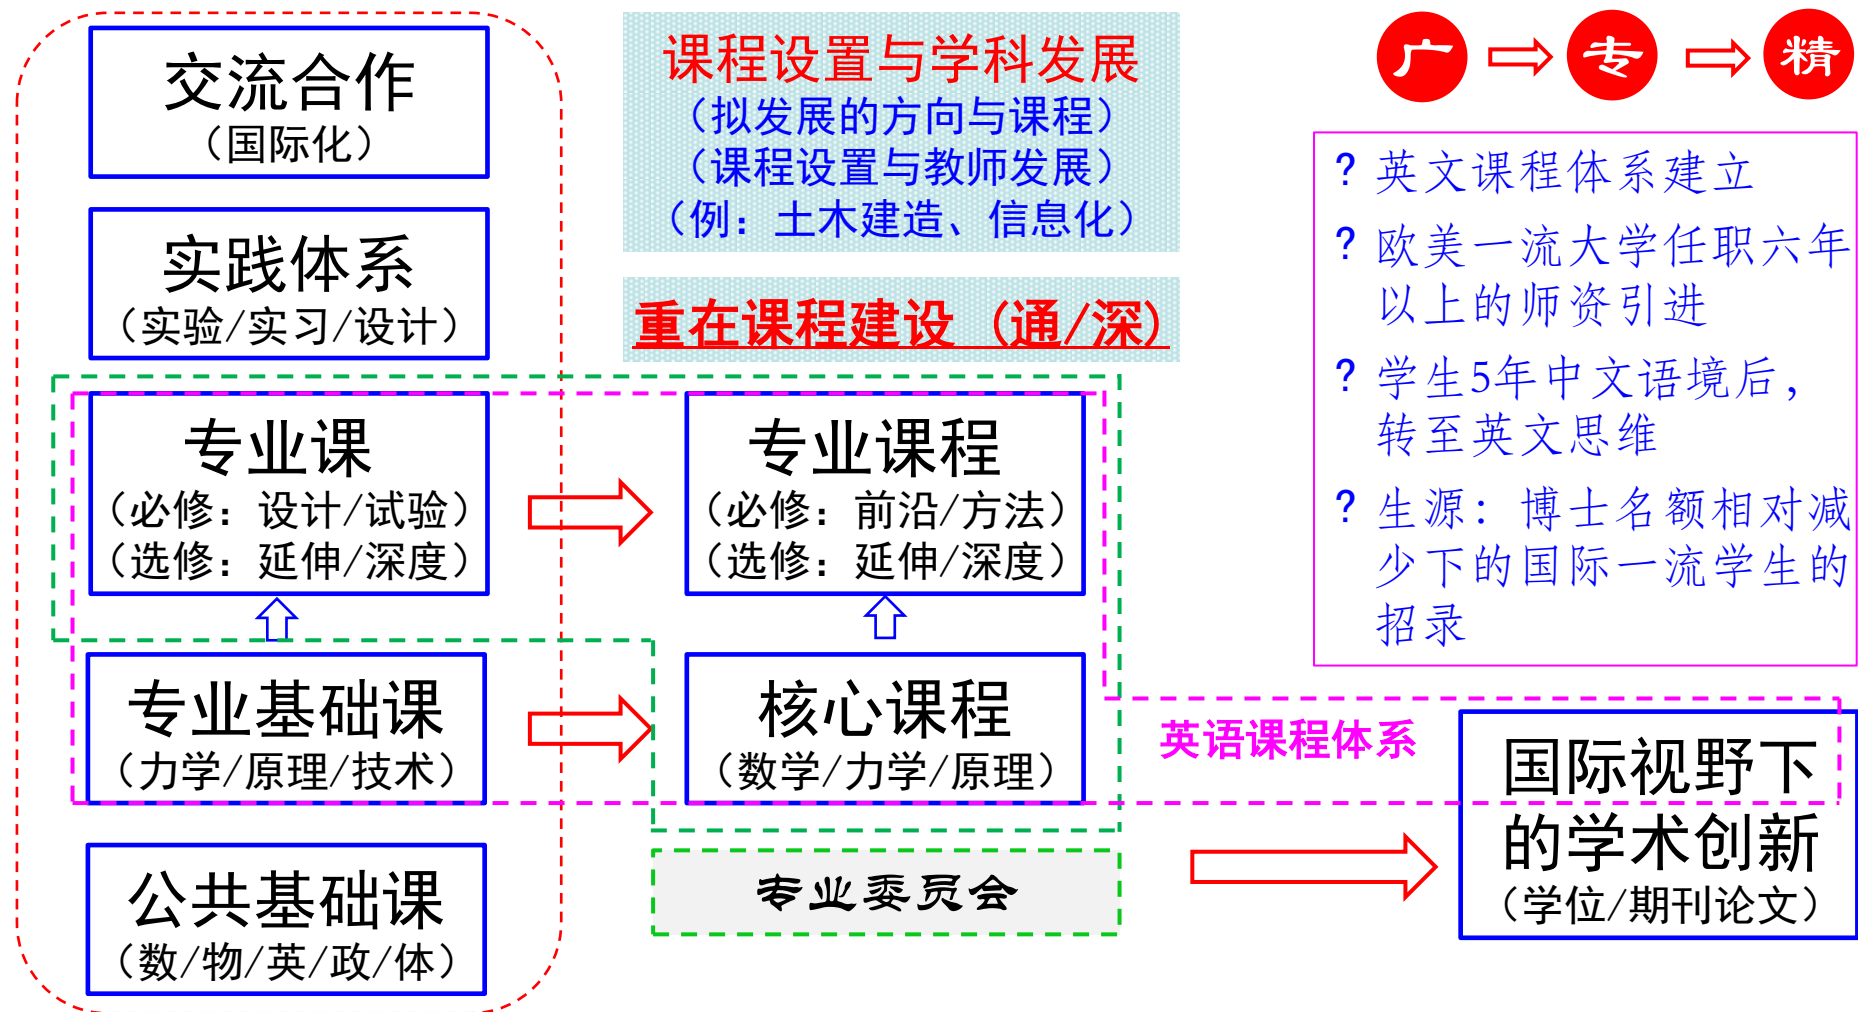 交流合作
（国际化）
实践体系
（实验/实习/设计）
专业课
（必修：设计/试验）
（选修：延伸/深度）
专业基础课
（力学/原理/技术）
公共基础课
（数/物/英/政/体）
课程设置与学科发展
（拟发展的方向与课程）
（课程设置与教师发展）
（例：土木建造、信息化）
重在课程建设（通/深）
专业课程
（必修：前沿/方法）
（选修：延伸/深度）
核心课程
（数学/力学/原理）
专业委员会
广 专 精
? 英文课程体系建立
? 欧美一流大学任职六年
以上的师资引进
? 学生5年中文语境后，
转至英文思维
? 生源：博士名额相对减
少下的国际一流学生的
招录
英语课程体系
国际视野下
的学术创新
（学位/期刊论文）